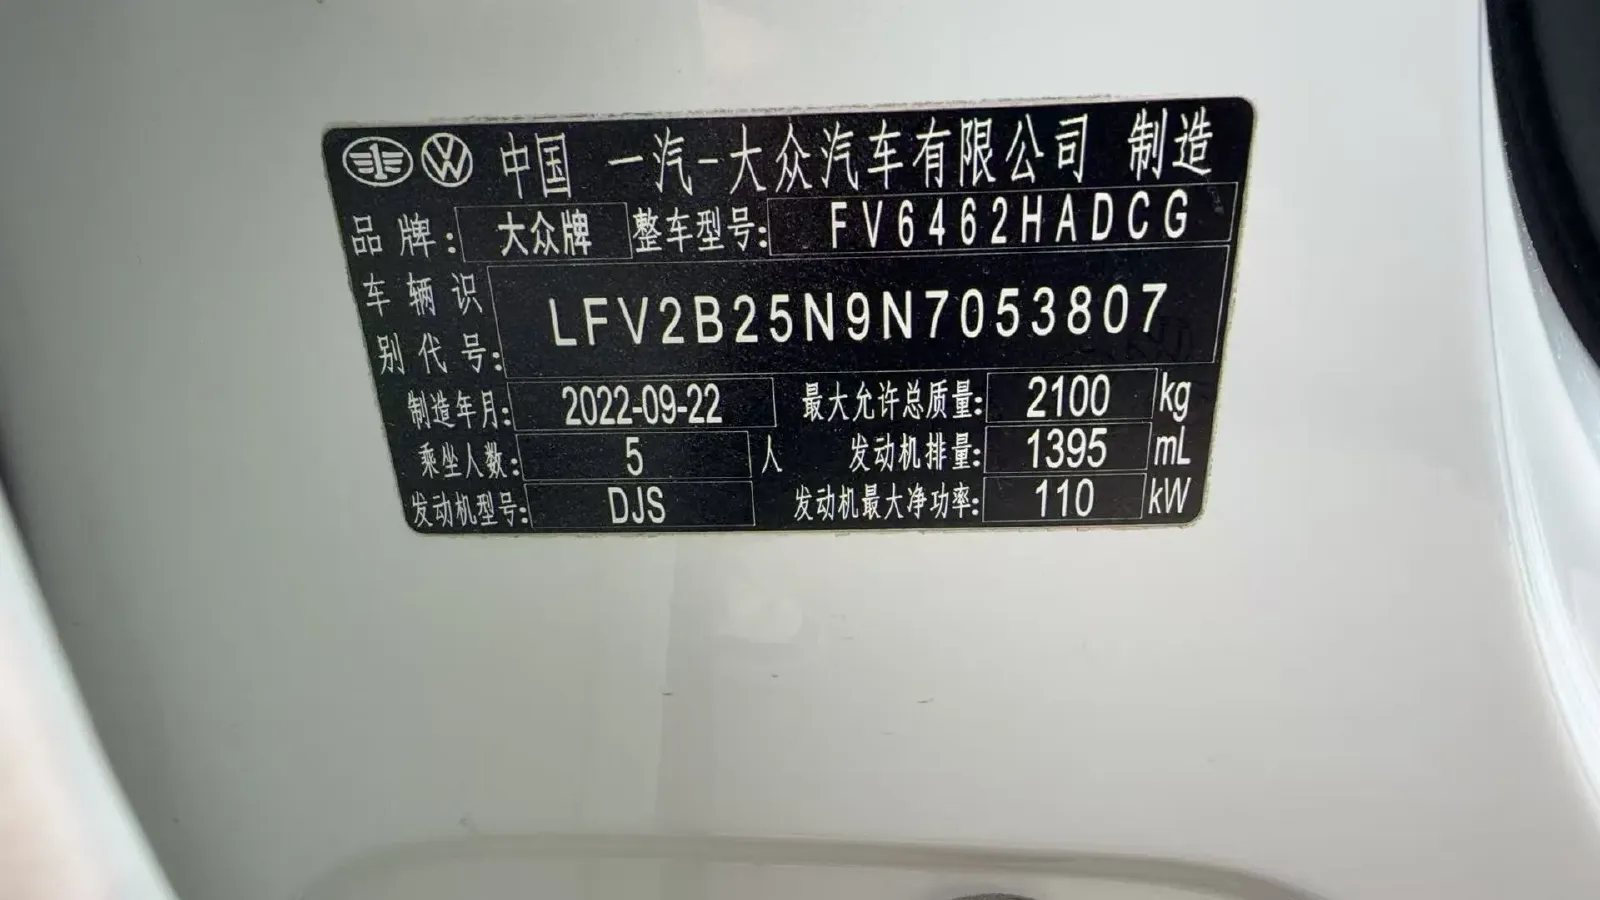 中国 一汽-大众汽车有限公司 制造
品牌: 大众牌 整车型号: FV6462HADCG
车辆识别代号: LFV2B25N9N7053807
制造年月: 2022-09-22 最大允许总质量: 2100 kg
乘坐人数: 5 人 发动机排量: 1395 mL
发动机型号: DJS 发动机最大净功率: 110 kW